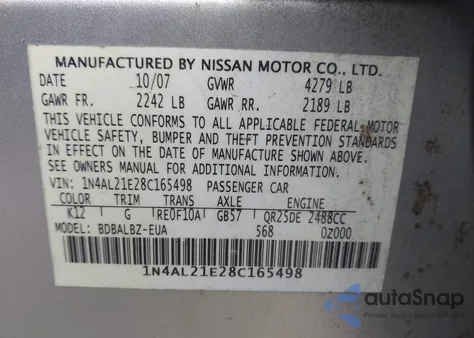 MANUFACTURED BY NISSAN MOTOR CO., LTD.
DATE 10/07 GVWR 4279 LB
GAWR FR. 2242 LB GAWR RR. 2189 LB
THIS VEHICLE CONFORMS TO ALL APPLICABLE FEDERAL MOTOR
VEHICLE SAFETY, BUMPER AND THEFT PREVENTION STANDARDS
IN EFFECT ON THE DATE OF MANUFACTURE SHOWN ABOVE.
SEE OWNERS MANUAL FOR ADDITIONAL INFORMATION.
VIN: 1N4AL21E28C165498 PASSENGER CAR
COLOR TRIM TRANS AXLE ENGINE
K12 G RE0F10A GB57 QR25DE 2488CC
MODEL: BDBALBZ-EUA 568 0Z000
1N4AL21E28C165498
autoSnap
POWERED BY